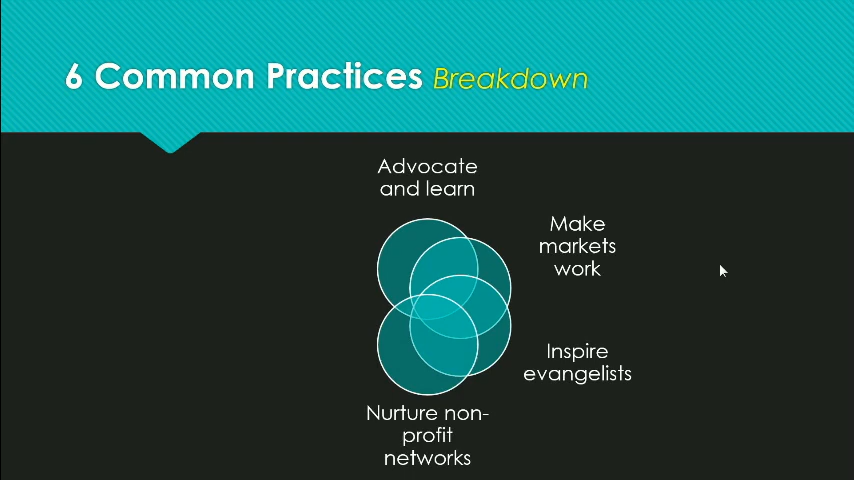 6 Common Practices Breakdown
Advocate
and learn
Make
markets
work
Inspire
evangelists
Nurture non-
profit
networks